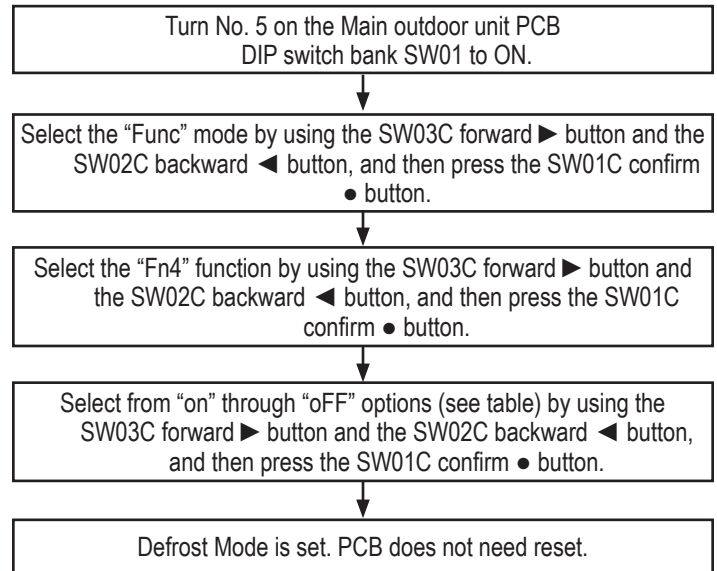 Turn No. 5 on the Main outdoor unit PCB
DIP switch bank SW01 to ON.
Select the “Func” mode by using the SW03C forward ► button and the
SW02C backward ◄ button, and then press the SW01C confirm
● button.
Select the “Fn4” function by using the SW03C forward ► button and
the SW02C backward ◄ button, and then press the SW01C
confirm ● button.
Select from “on” through “oFF” options (see table) by using the
SW03C forward ► button and the SW02C backward ◄ button,
and then press the SW01C confirm ● button.
Defrost Mode is set. PCB does not need reset.